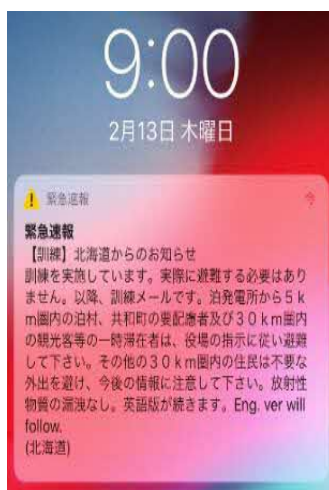 9:00
2月13日 木曜日
緊急速報
今
緊急速報
【訓練】北海道からのお知らせ
訓練を実施しています。実際に避難する必要はあり
ません。以降、訓練メールです。泊発電所から5k
m圏内の泊村、共和町の要配慮者及び30km圏内
の観光客等の一時滞在者は、役場の指示に従い避難
して下さい。その他の30km圏内の住民は不要な
外出を避け、今後の情報に注意して下さい。放射性
物質の漏洩なし。英語版が続きます。Eng. ver will
follow.
(北海道)